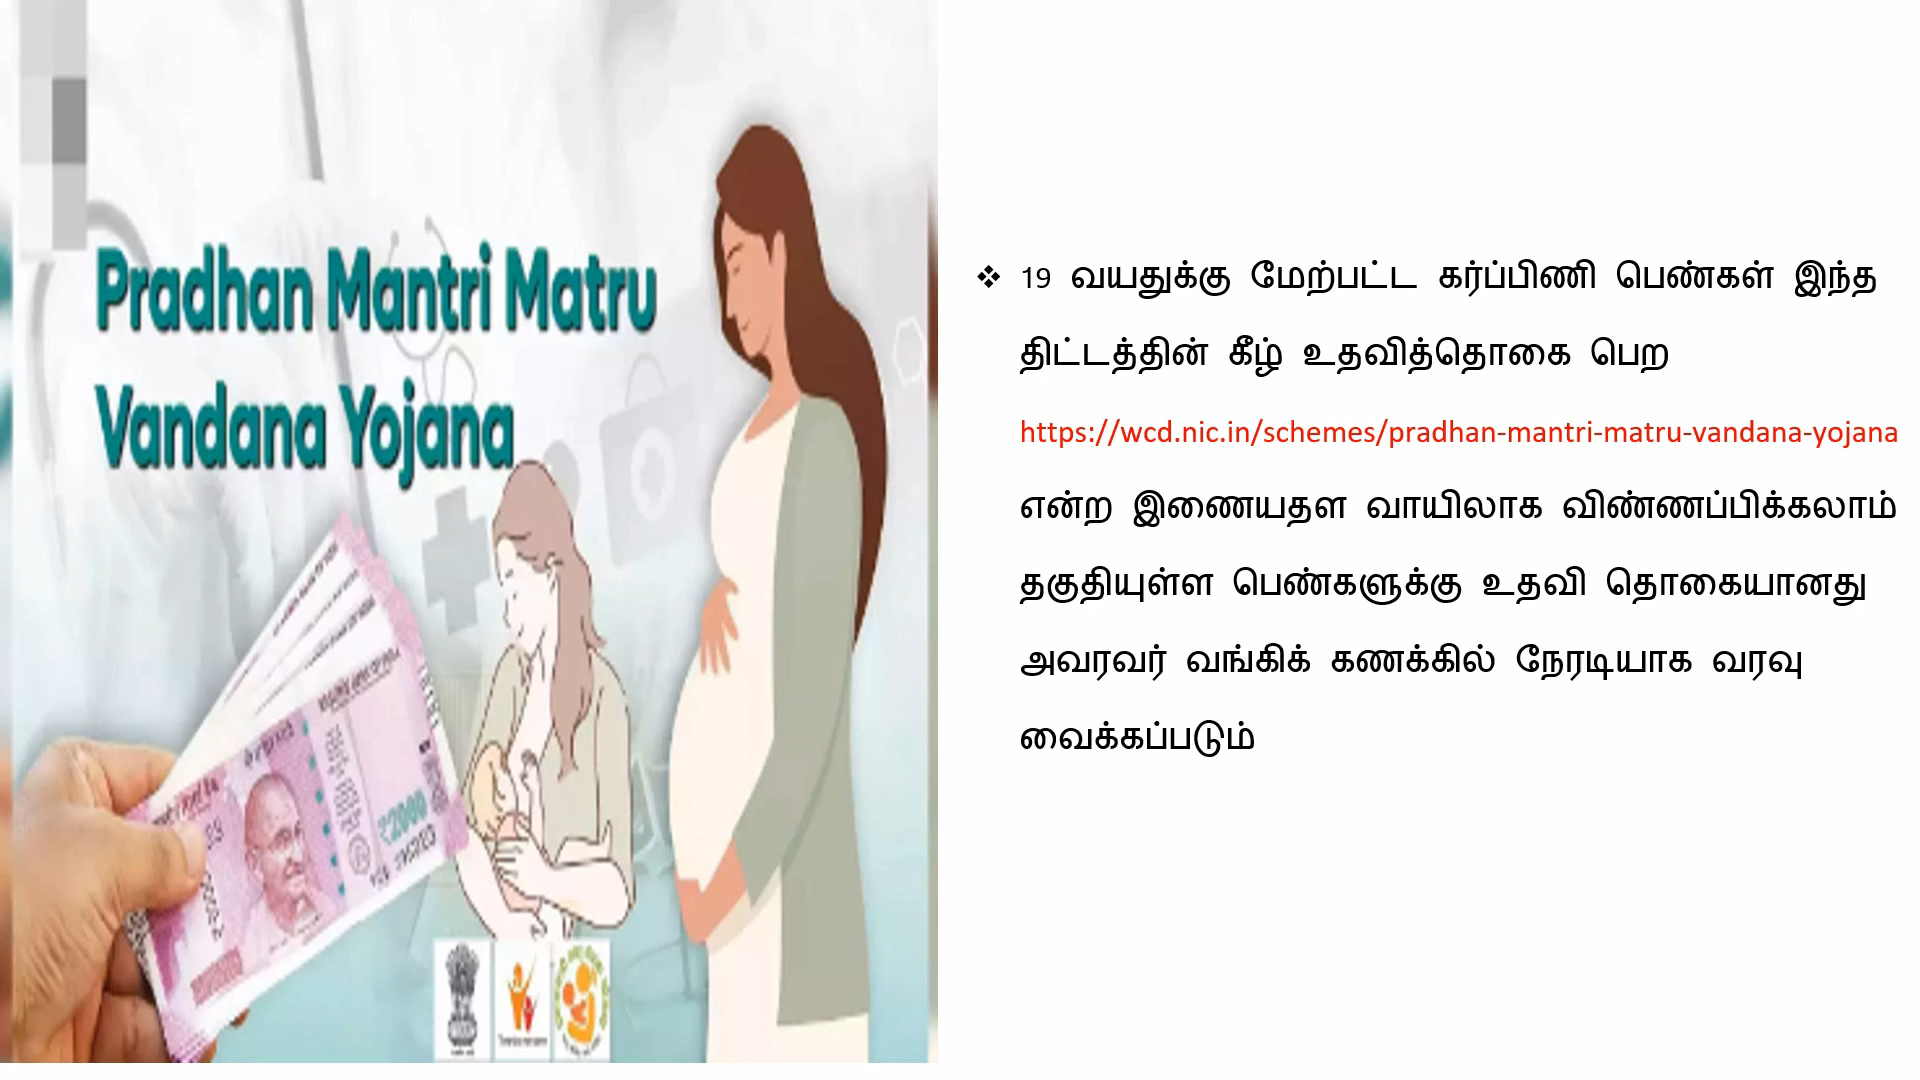 Pradhan Mantri Matru
Vandana Yojana
❖ 19 வயதுக்கு மேற்பட்ட கர்ப்பிணி பெண்கள் இந்த
திட்டத்தின் கீழ் உதவித்தொகை பெற
https://wcd.nic.in/schemes/pradhan-mantri-matru-vandana-yojana
என்ற இணையதள வாயிலாக விண்ணப்பிக்கலாம்
தகுதியுள்ள பெண்களுக்கு உதவி தொகையானது
அவரவர் வங்கிக் கணக்கில் நேரடியாக வரவு
வைக்கப்படும்
₹2000